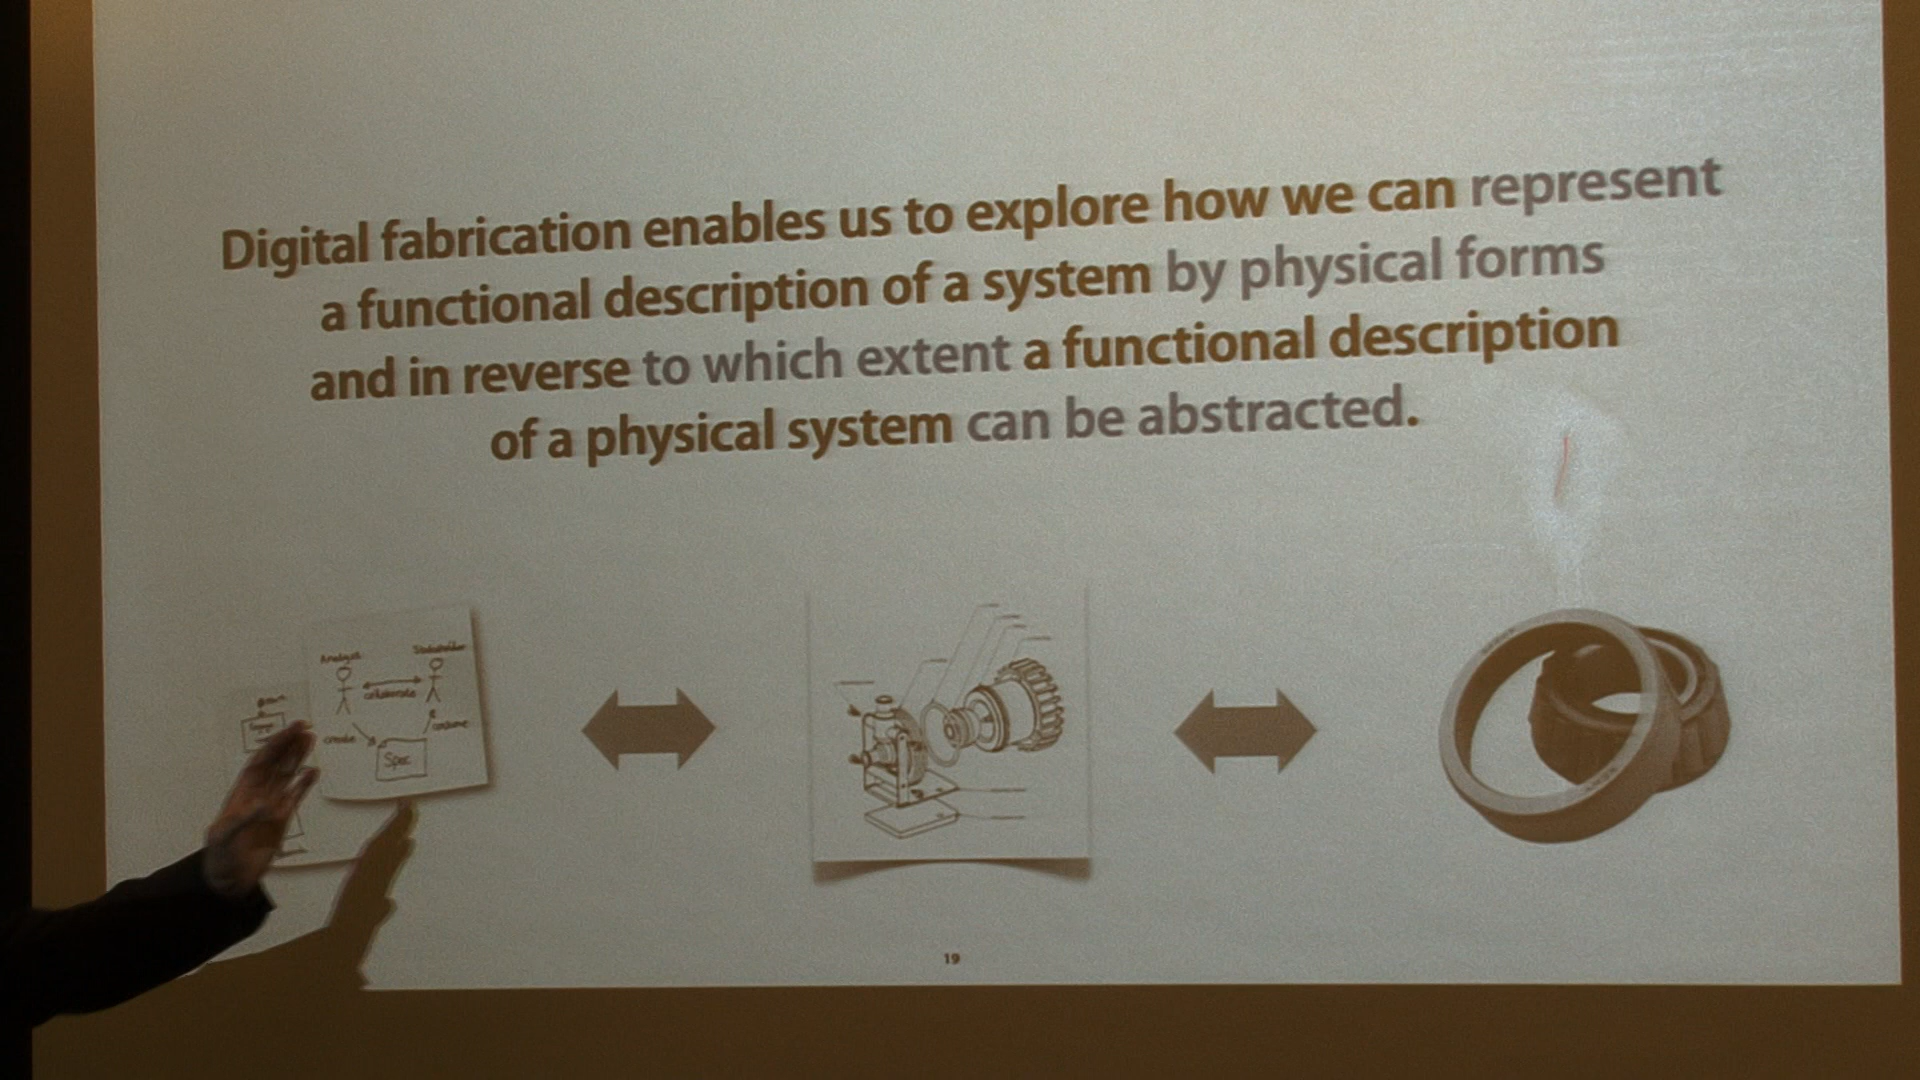 Digital fabrication enables us to explore how we can represent
a functional description of a system by physical forms
and in reverse to which extent a functional description
of a physical system can be abstracted.
Analyst
Stakeholder
collaborate
create
consume
Spec
19